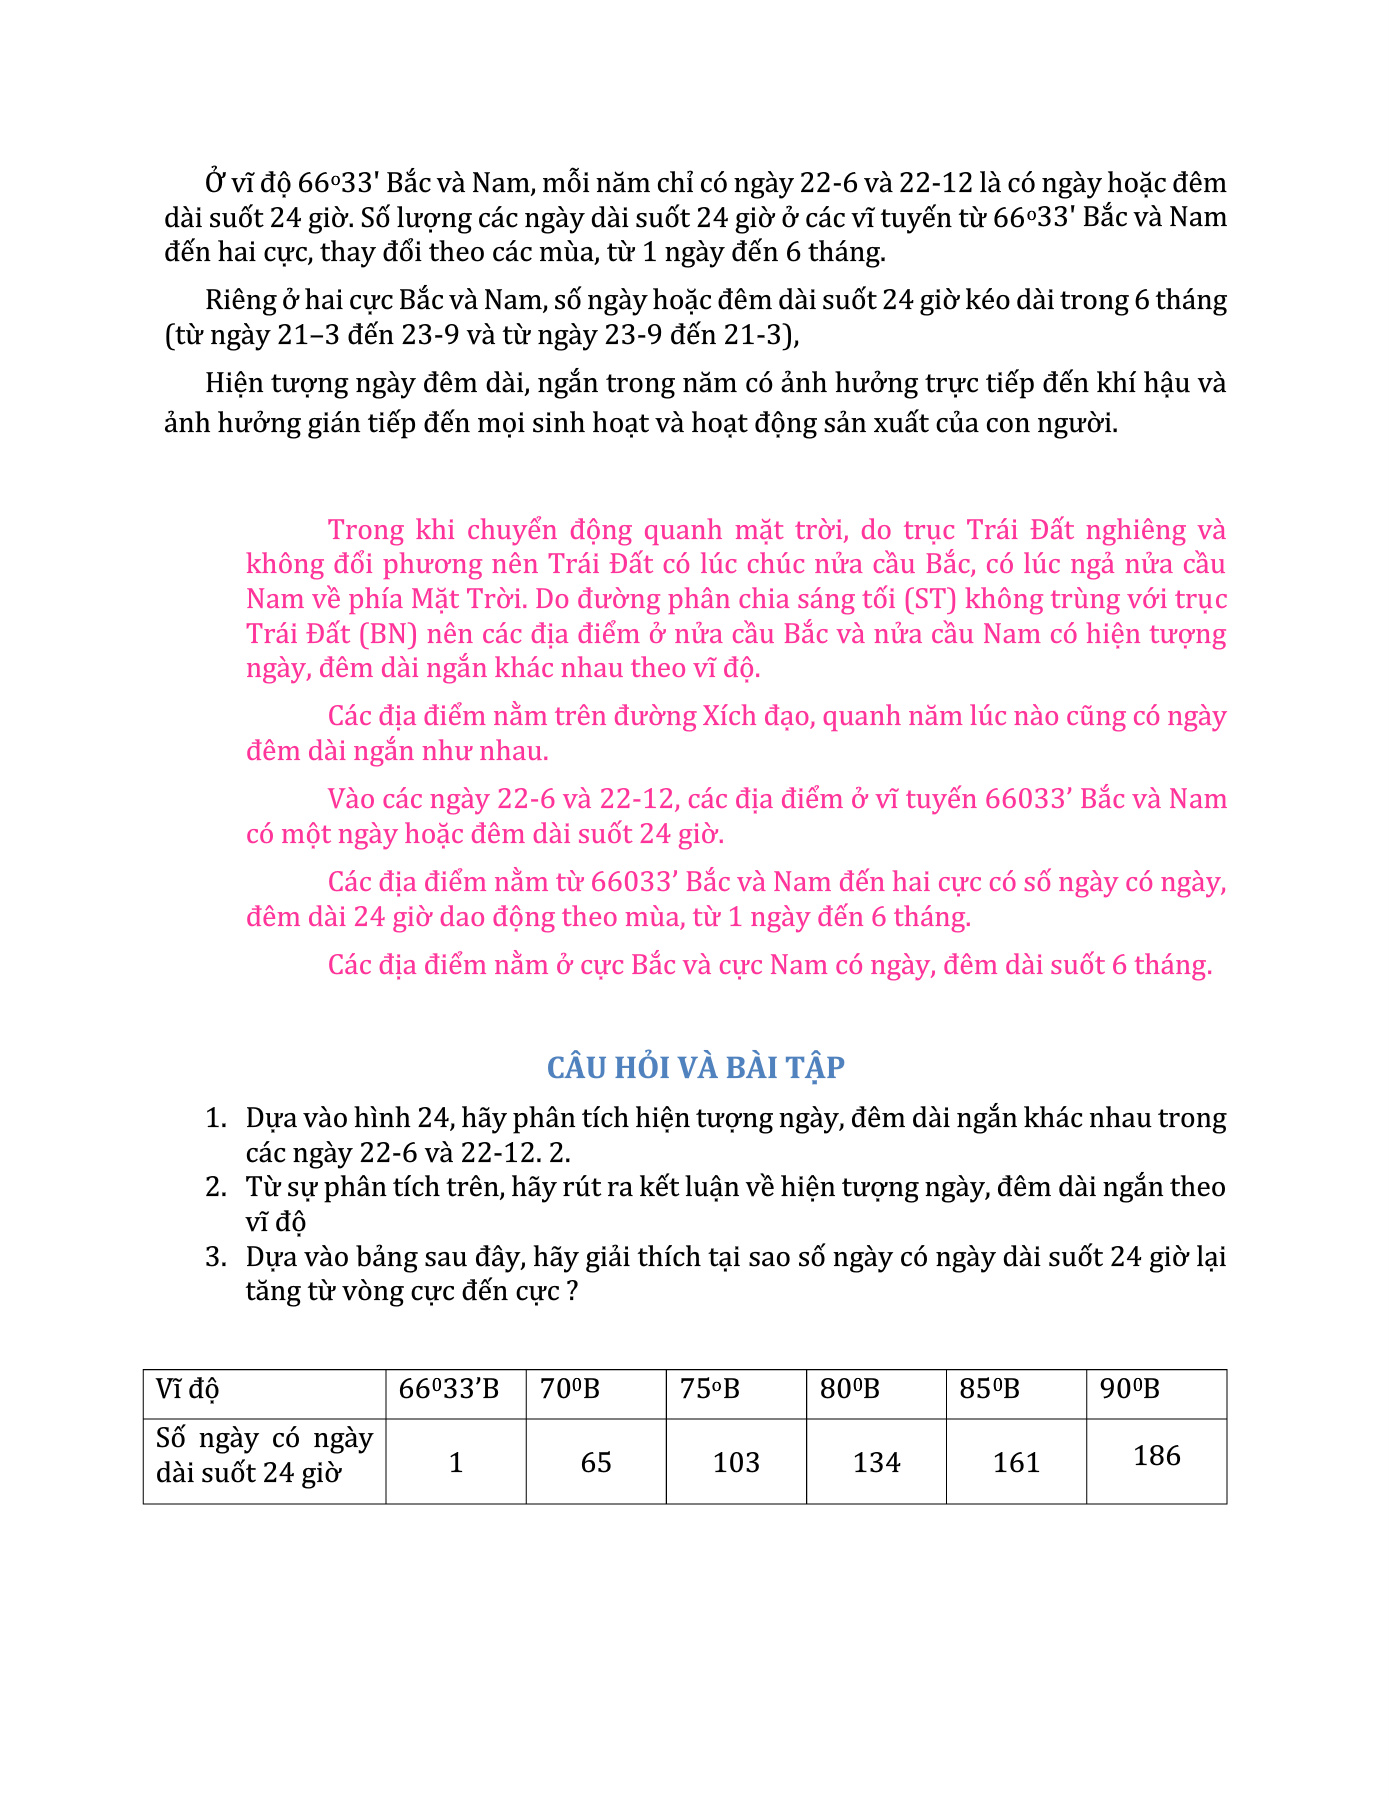 Ở vĩ độ 66º33' Bắc và Nam, mỗi năm chỉ có ngày 22-6 và 22-12 là có ngày hoặc đêm
dài suốt 24 giờ. Số lượng các ngày dài suốt 24 giờ ở các vĩ tuyến từ 66º33' Bắc và Nam
đến hai cực, thay đổi theo các mùa, từ 1 ngày đến 6 tháng.
Riêng ở hai cực Bắc và Nam, số ngày hoặc đêm dài suốt 24 giờ kéo dài trong 6 tháng
(từ ngày 21–3 đến 23-9 và từ ngày 23-9 đến 21-3),
Hiện tượng ngày đêm dài, ngắn trong năm có ảnh hưởng trực tiếp đến khí hậu và
ảnh hưởng gián tiếp đến mọi sinh hoạt và hoạt động sản xuất của con người.
Trong khi chuyển động quanh mặt trời, do trục Trái Đất nghiêng và
không đổi phương nên Trái Đất có lúc chúc nửa cầu Bắc, có lúc ngả nửa cầu
Nam về phía Mặt Trời. Do đường phân chia sáng tối (ST) không trùng với trục
Trái Đất (BN) nên các địa điểm ở nửa cầu Bắc và nửa cầu Nam có hiện tượng
ngày, đêm dài ngắn khác nhau theo vĩ độ.
Các địa điểm nằm trên đường Xích đạo, quanh năm lúc nào cũng có ngày
đêm dài ngắn như nhau.
Vào các ngày 22-6 và 22-12, các địa điểm ở vĩ tuyến 66033’ Bắc và Nam
có một ngày hoặc đêm dài suốt 24 giờ.
Các địa điểm nằm từ 66033’ Bắc và Nam đến hai cực có số ngày có ngày,
đêm dài 24 giờ dao động theo mùa, từ 1 ngày đến 6 tháng.
Các địa điểm nằm ở cực Bắc và cực Nam có ngày, đêm dài suốt 6 tháng.
CÂU HỎI VÀ BÀI TẬP
1. Dựa vào hình 24, hãy phân tích hiện tượng ngày, đêm dài ngắn khác nhau trong
các ngày 22-6 và 22-12. 2.
2. Từ sự phân tích trên, hãy rút ra kết luận về hiện tượng ngày, đêm dài ngắn theo
vĩ độ
3. Dựa vào bảng sau đây, hãy giải thích tại sao số ngày có ngày dài suốt 24 giờ lại
tăng từ vòng cực đến cực ?
Vĩ độ 66⁰33’B 70⁰B 75ºB 80⁰B 85⁰B 90⁰B
Số ngày có ngày
dài suốt 24 giờ 1 65 103 134 161 186